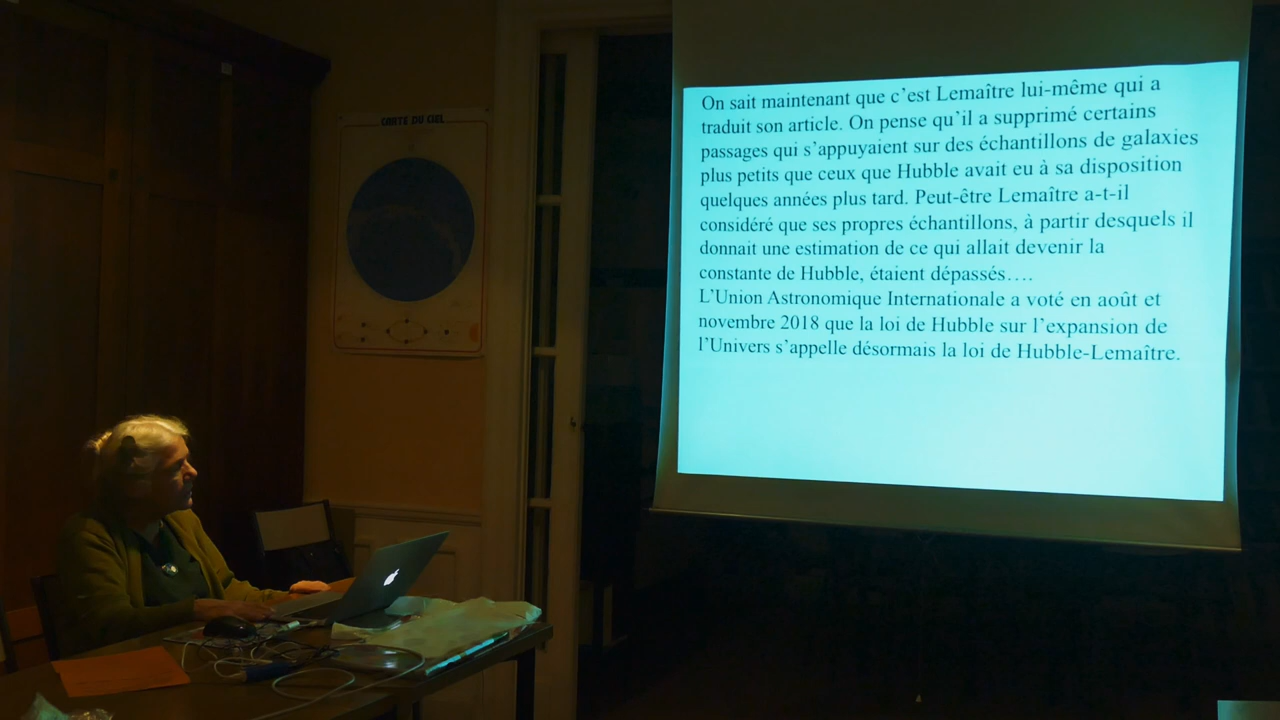 CARTE DU CIEL
On sait maintenant que c’est Lemaître lui-même qui a
traduit son article. On pense qu’il a supprimé certains
passages qui s’appuyaient sur des échantillons de galaxies
plus petits que ceux que Hubble avait eu à sa disposition
quelques années plus tard. Peut-être Lemaître a-t-il
considéré que ses propres échantillons, à partir desquels il
donnait une estimation de ce qui allait devenir la
constante de Hubble, étaient dépassés….
L’Union Astronomique Internationale a voté en août et
novembre 2018 que la loi de Hubble sur l’expansion de
l’Univers s’appelle désormais la loi de Hubble-Lemaître.